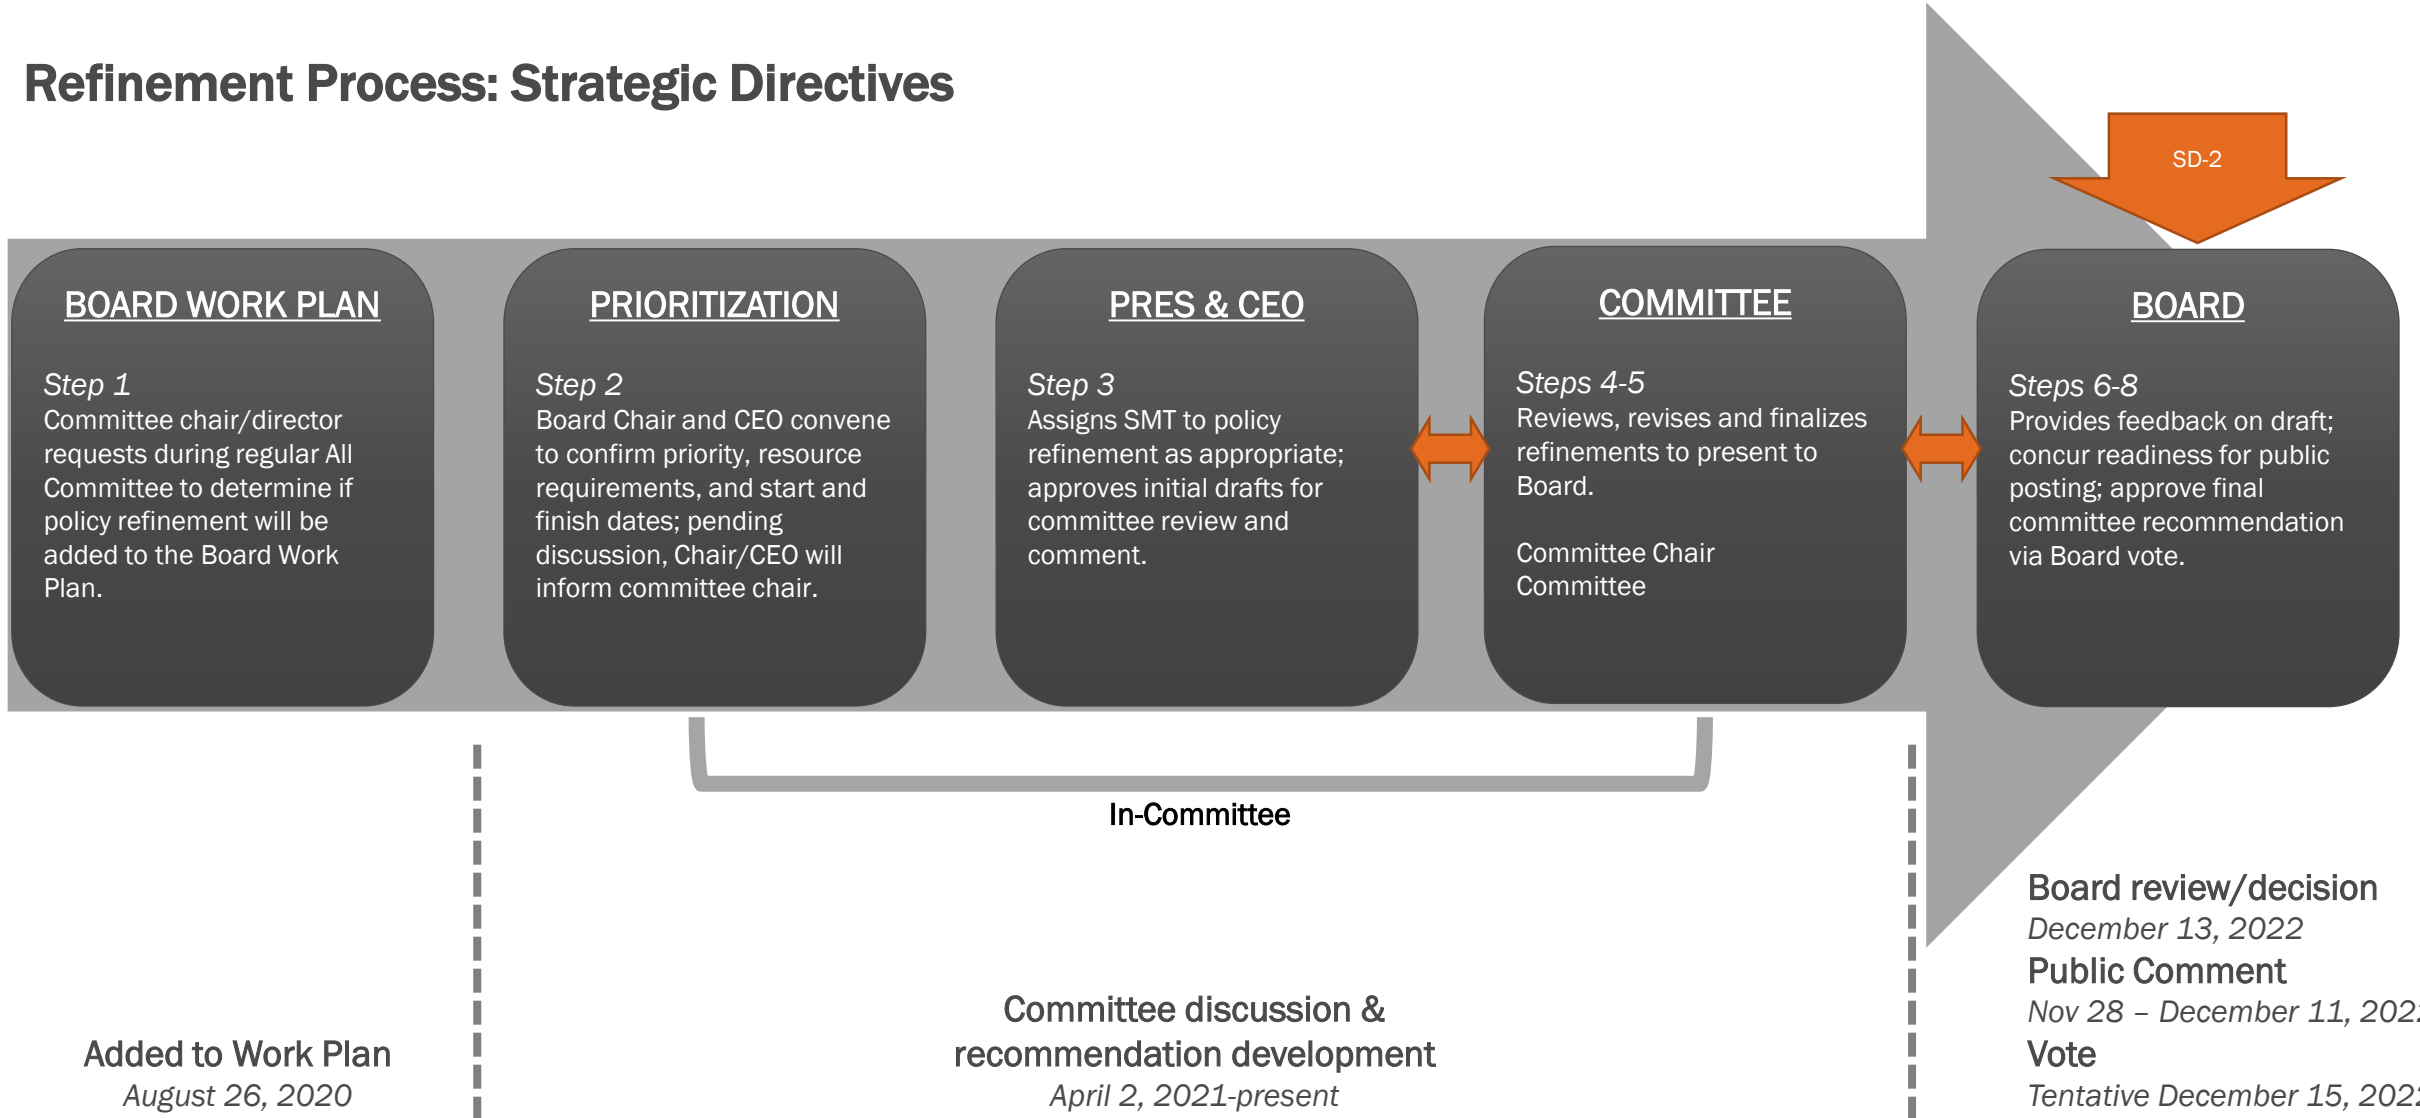 Refinement Process: Strategic Directives
SD-2
BOARD WORK PLAN
Step 1
Committee chair/director
requests during regular All
Committee to determine if
policy refinement will be
added to the Board Work
Plan.
PRIORITIZATION
Step 2
Board Chair and CEO convene
to confirm priority, resource
requirements, and start and
finish dates; pending
discussion, Chair/CEO will
inform committee chair.
PRES & CEO
Step 3
Assigns SMT to policy
refinement as appropriate;
approves initial drafts for
committee review and
comment.
COMMITTEE
Steps 4-5
Reviews, revises and finalizes
refinements to present to
Board.
Committee Chair
Committee
BOARD
Steps 6-8
Provides feedback on draft;
concur readiness for public
posting; approve final
committee recommendation
via Board vote.
In-Committee
Added to Work Plan
August 26, 2020
Committee discussion &
recommendation development
April 2, 2021-present
Board review/decision
December 13, 2022
Public Comment
Nov 28 – December 11, 2022
Vote
Tentative December 15, 2022